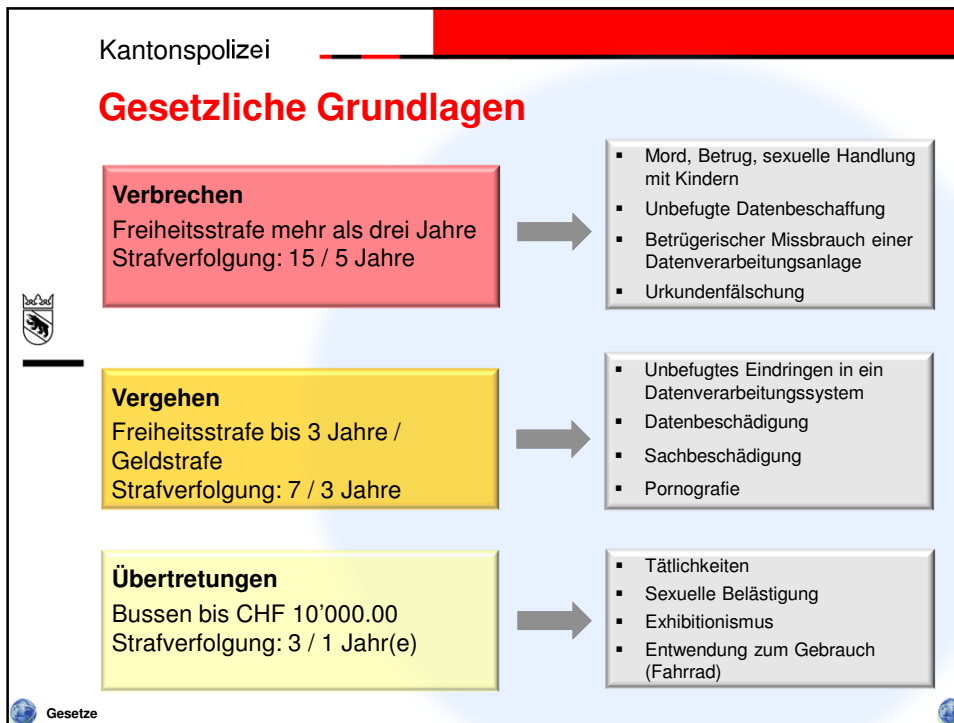 Kantonspolizei
Gesetzliche Grundlagen
Verbrechen
Freiheitsstrafe mehr als drei Jahre
Strafverfolgung: 15 / 5 Jahre
▪ Mord, Betrug, sexuelle Handlung
mit Kindern
▪ Unbefugte Datenbeschaffung
▪ Betrügerischer Missbrauch einer
Datenverarbeitungsanlage
▪ Urkundenfälschung
Vergehen
Freiheitsstrafe bis 3 Jahre /
Geldstrafe
Strafverfolgung: 7 / 3 Jahre
▪ Unbefugtes Eindringen in ein
Datenverarbeitungssystem
▪ Datenbeschädigung
▪ Sachbeschädigung
▪ Pornografie
Übertretungen
Bussen bis CHF 10’000.00
Strafverfolgung: 3 / 1 Jahr(e)
▪ Tätlichkeiten
▪ Sexuelle Belästigung
▪ Exhibitionismus
▪ Entwendung zum Gebrauch
(Fahrrad)
Gesetze